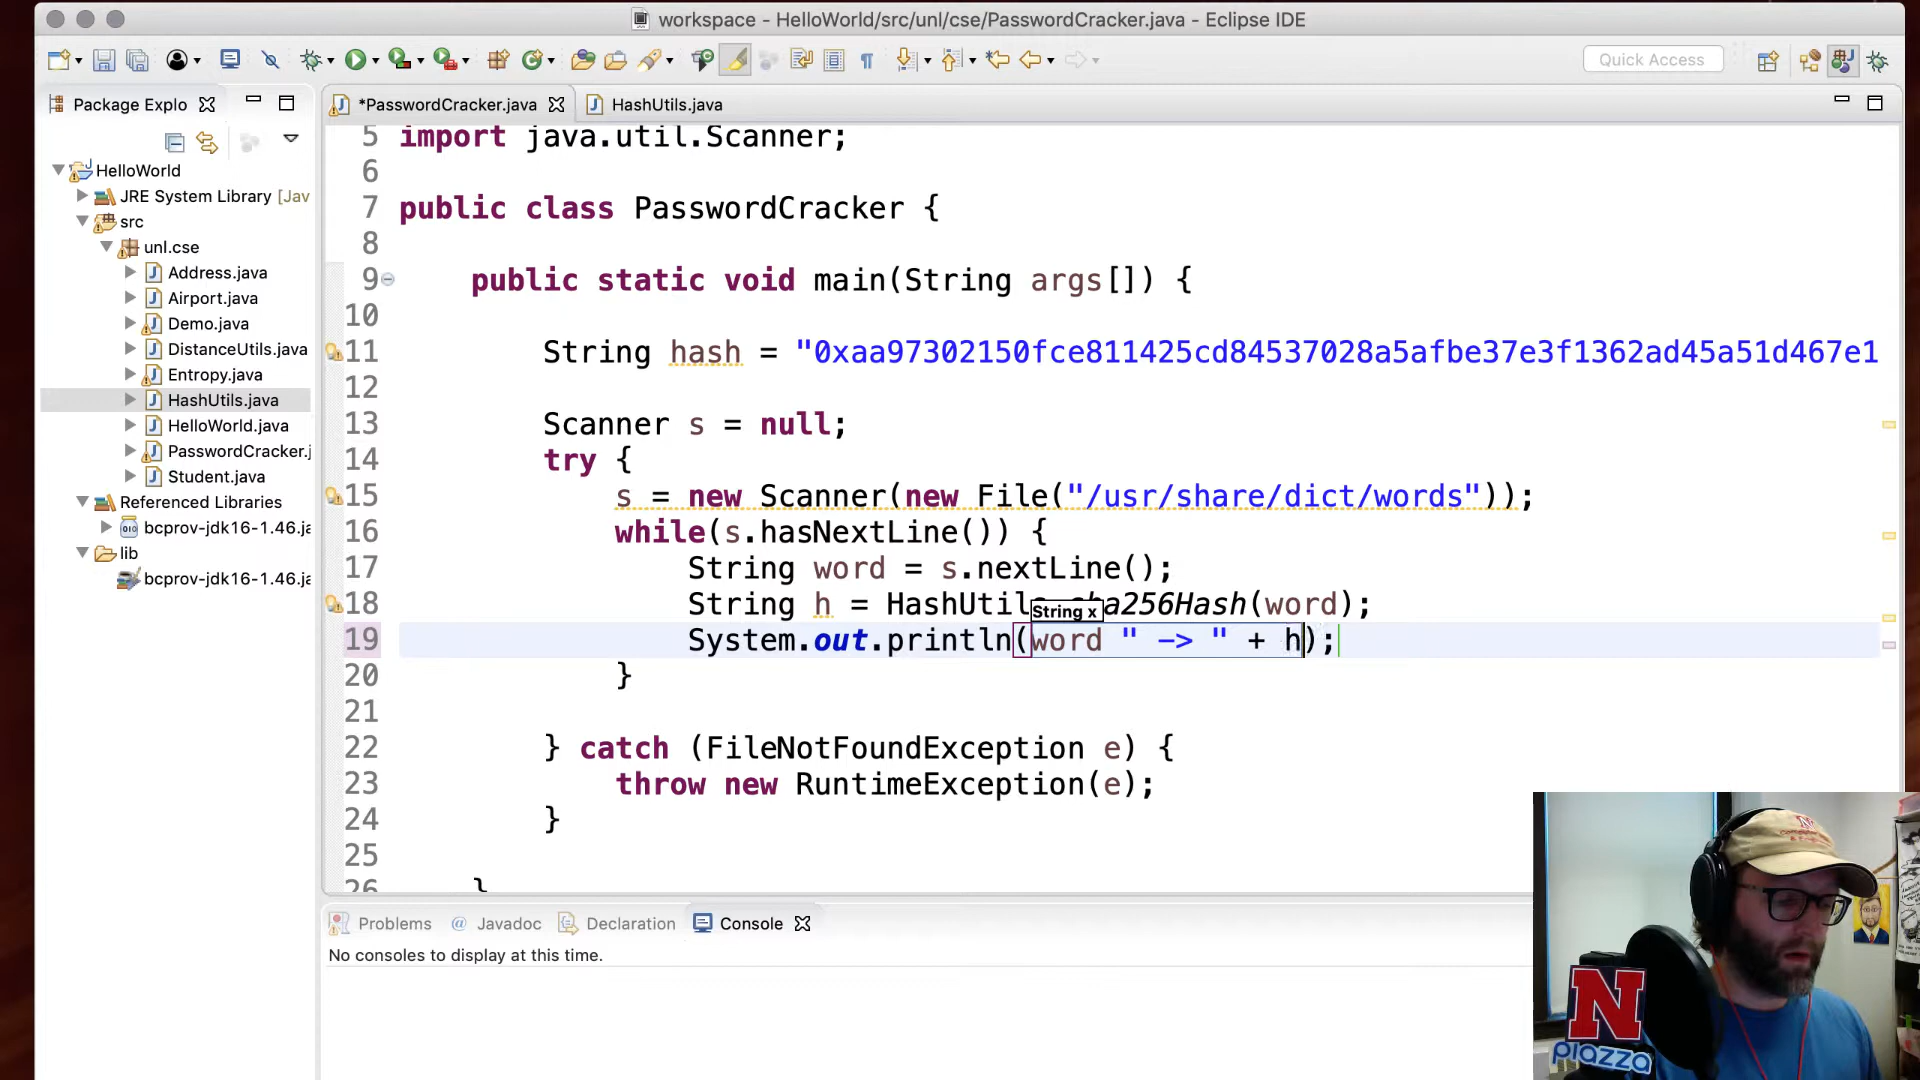 workspace - HelloWorld/src/unl/cse/PasswordCracker.java - Eclipse IDE
Quick Access
Package Explo
*PasswordCracker.java
HashUtils.java
HelloWorld
JRE System Library [Jav
src
unl.cse
Address.java
Airport.java
Demo.java
DistanceUtils.java
Entropy.java
HashUtils.java
HelloWorld.java
PasswordCracker.j
Student.java
Referenced Libraries
bcprov-jdk16-1.46.ja
lib
bcprov-jdk16-1.46.ja
5 import java.util.Scanner;
6
7 public class PasswordCracker {
8
9 public static void main(String args[]) {
10
11 String hash = "0xaa97302150fce811425cd84537028a5afbe37e3f1362ad45a51d467e1
12
13 Scanner s = null;
14 try {
15 s = new Scanner(new File("/usr/share/dict/words"));
16 while(s.hasNextLine()) {
17 String word = s.nextLine();
18 String h = HashUtils.sha256Hash(word);
String x
19 System.out.println(word " -> " + h);
20 }
21
22 } catch (FileNotFoundException e) {
23 throw new RuntimeException(e);
24 }
25
26 }
Problems
@ Javadoc
Declaration
Console
No consoles to display at this time.
N
piazza